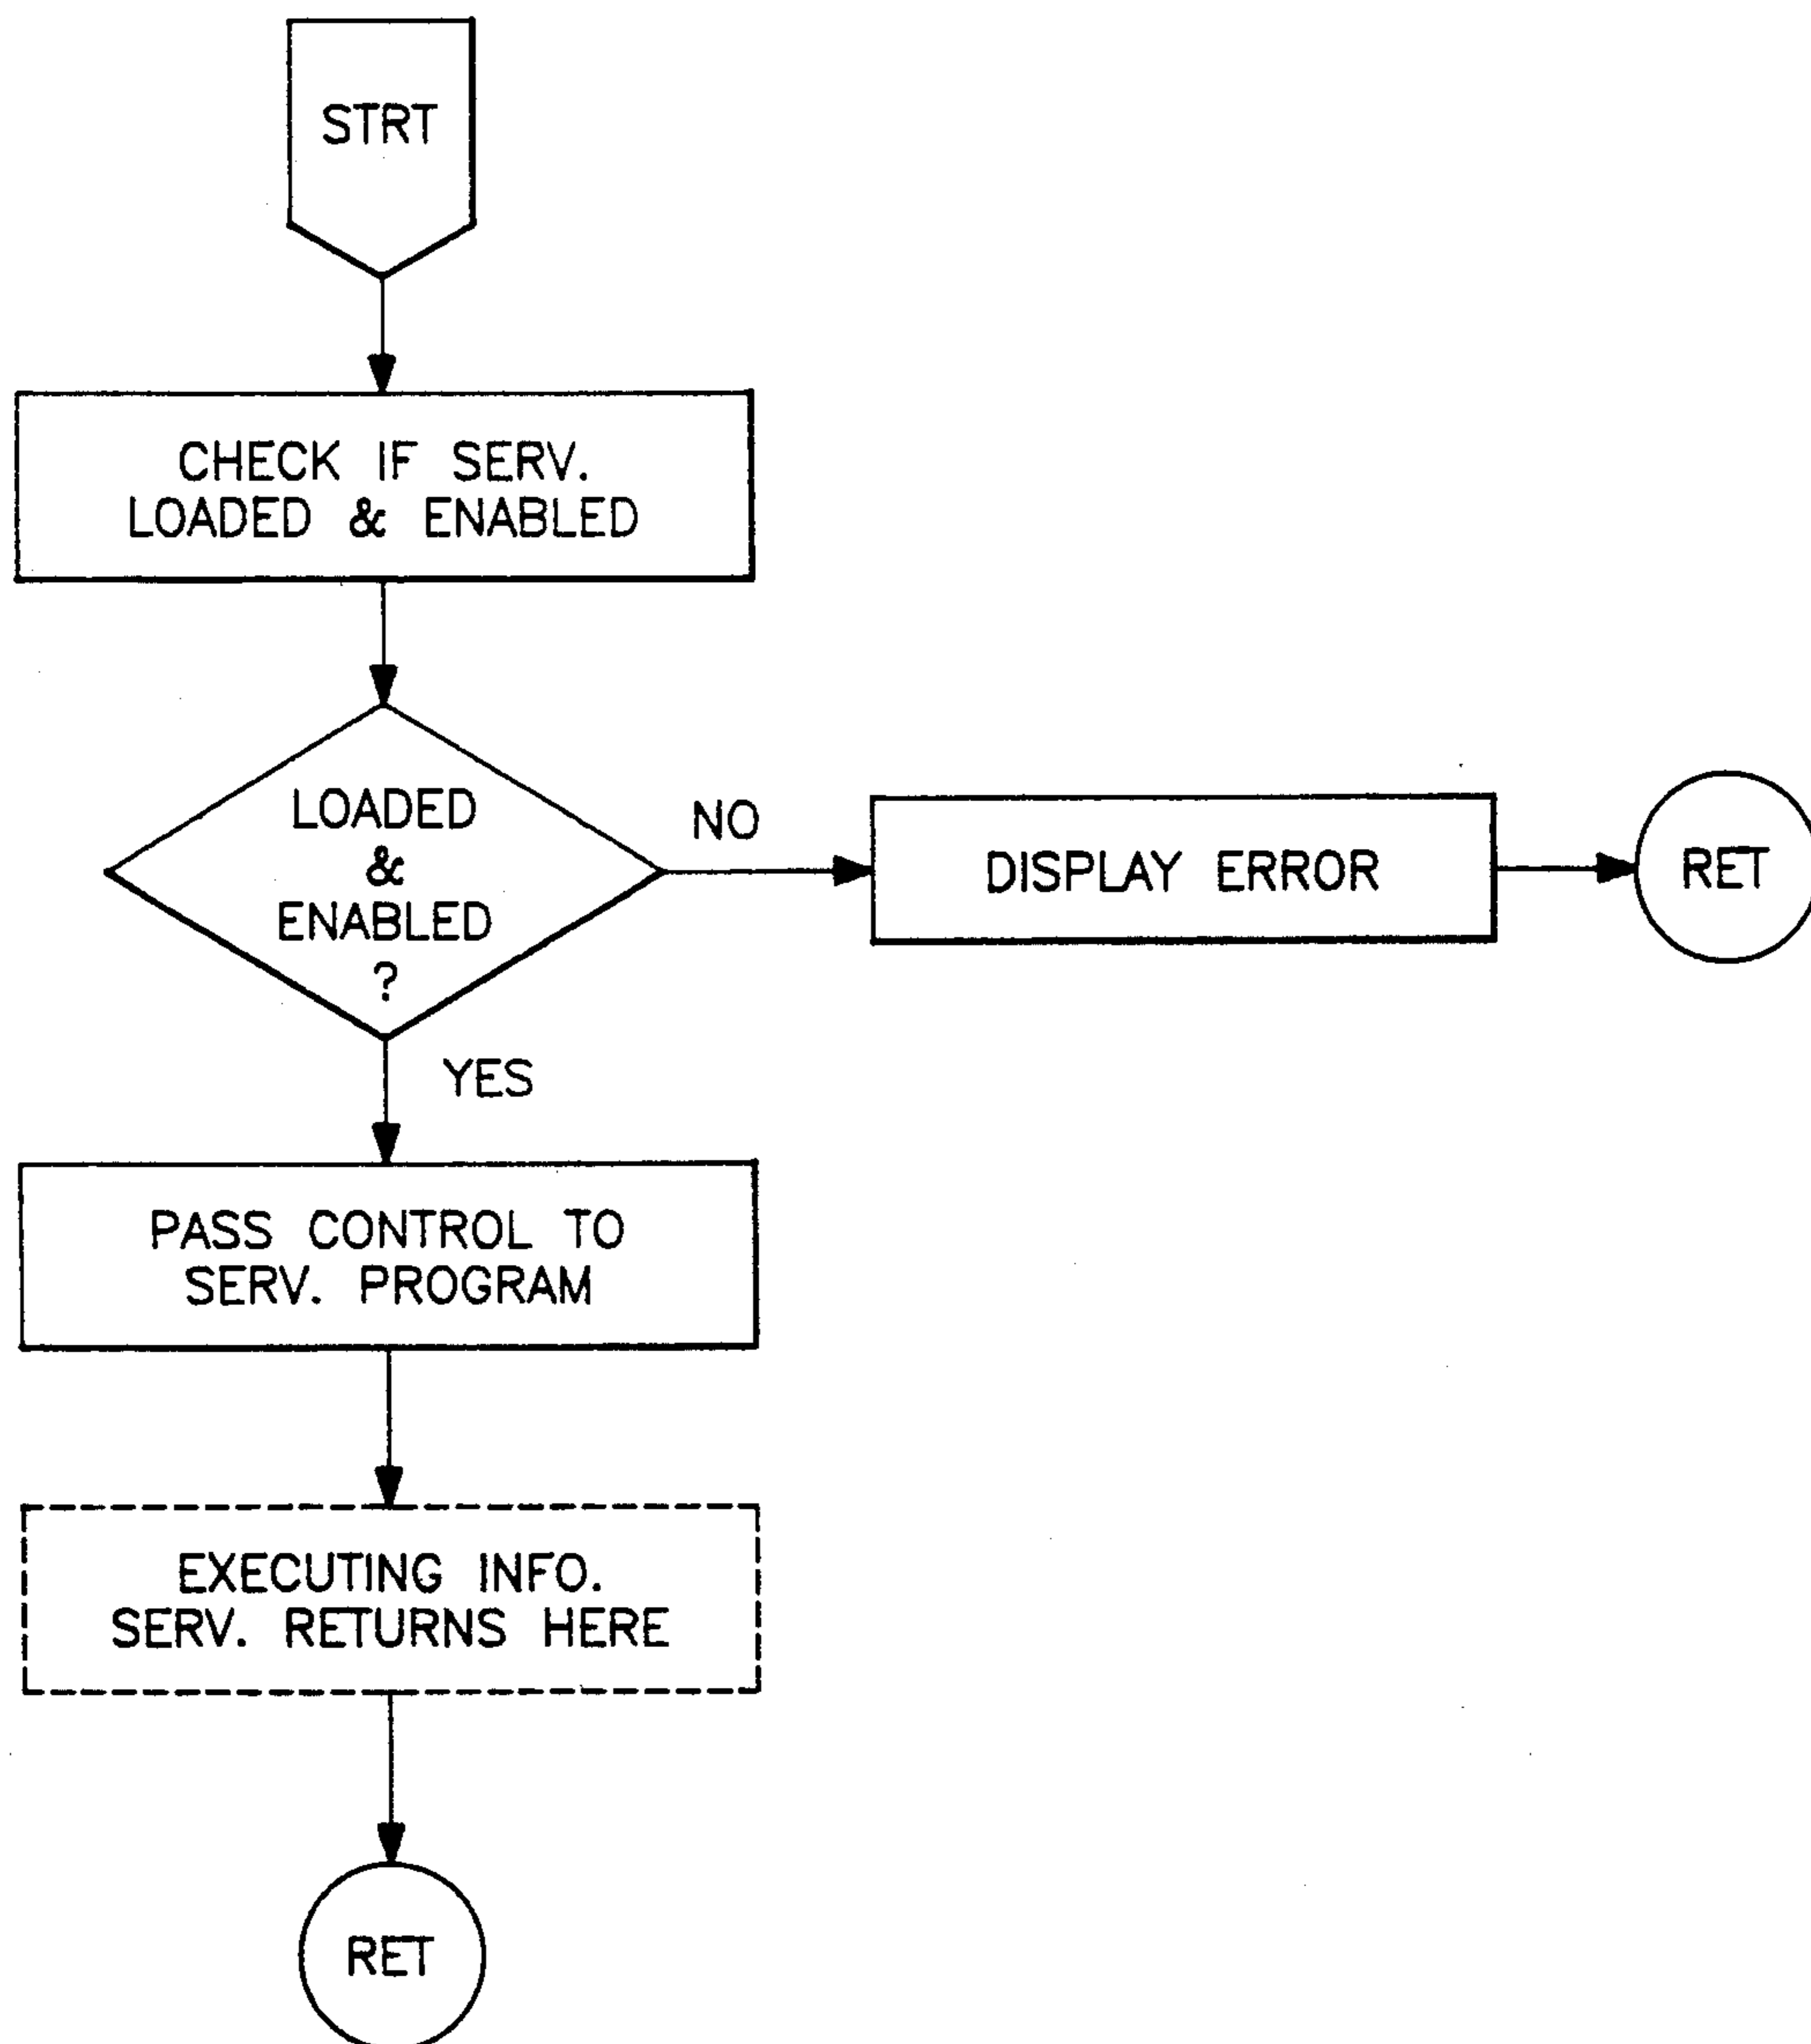 STRT
CHECK IF SERV.
LOADED & ENABLED
LOADED
&
ENABLED
?
NO
DISPLAY ERROR
RET
YES
PASS CONTROL TO
SERV. PROGRAM
EXECUTING INFO.
SERV. RETURNS HERE
RET